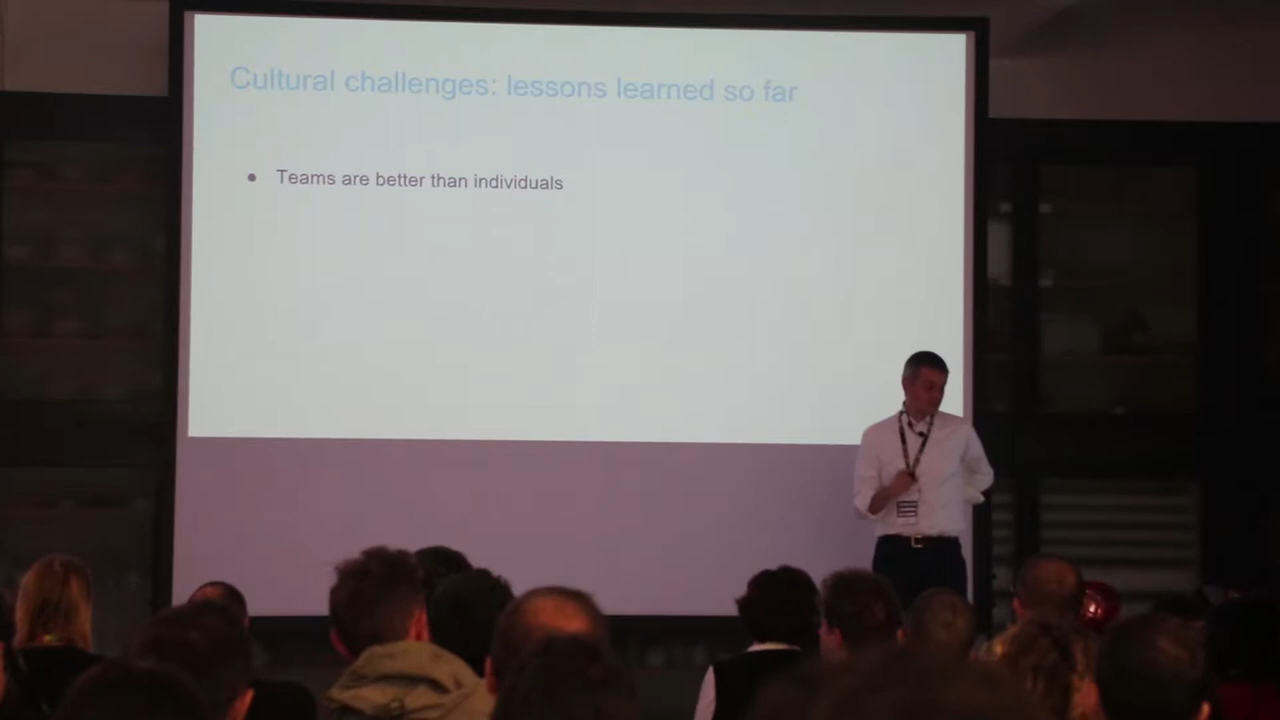 Cultural challenges: lessons learned so far
● Teams are better than individuals